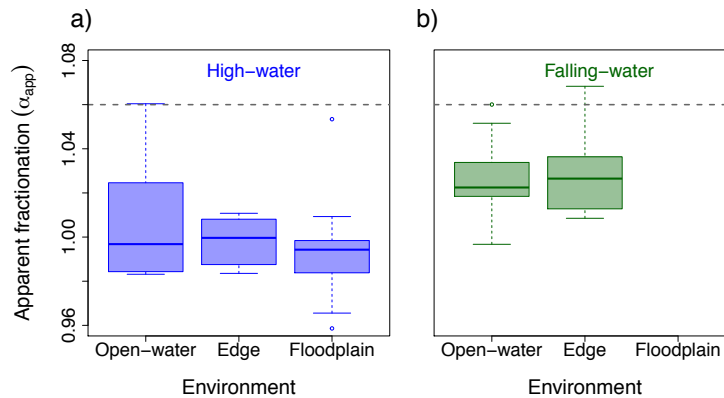 a)
High−water
Apparent fractionation (αapp)
1.08
1.04
1.00
0.96
Open−water Edge Floodplain
Environment
b)
Falling−water
Open−water Edge Floodplain
Environment